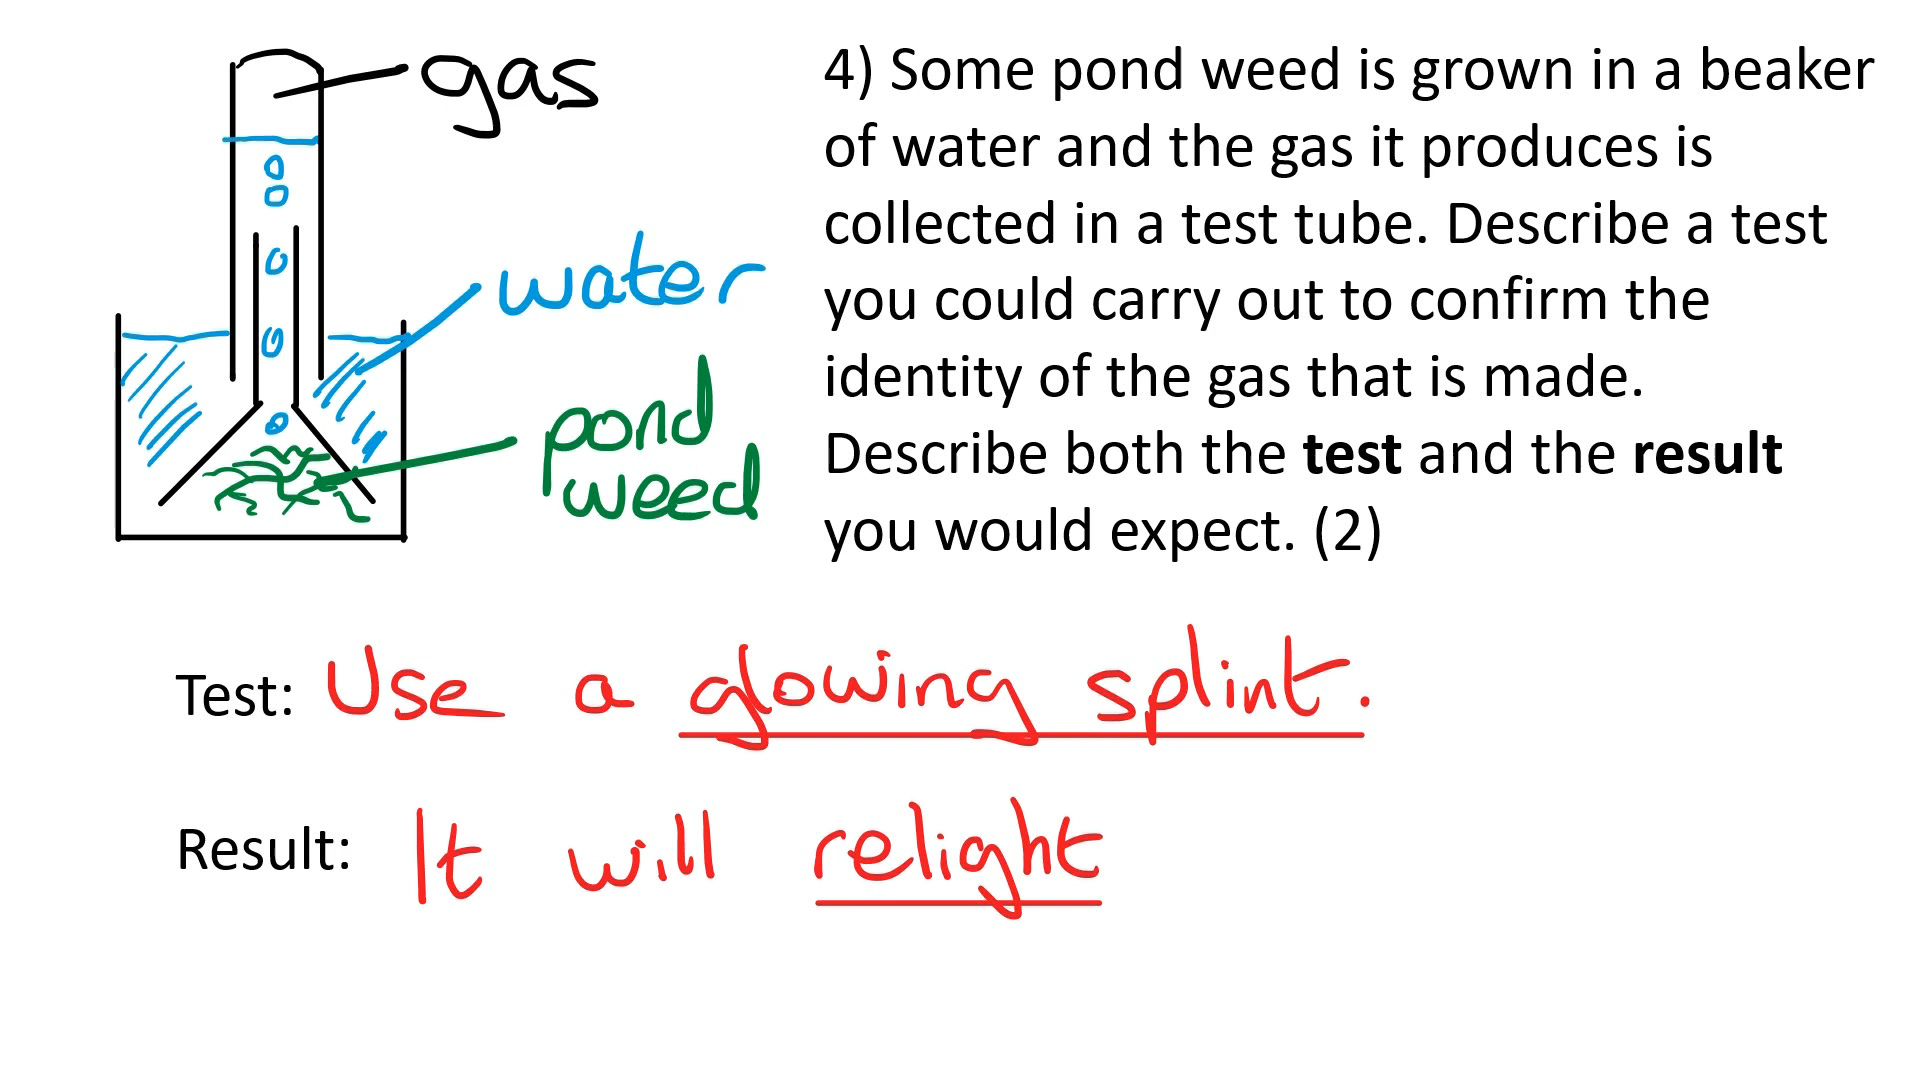 gas
water
pond
weed
4) Some pond weed is grown in a beaker
of water and the gas it produces is
collected in a test tube. Describe a test
you could carry out to confirm the
identity of the gas that is made.
Describe both the test and the result
you would expect. (2)
Test: Use a glowing splint.
Result: It will relight